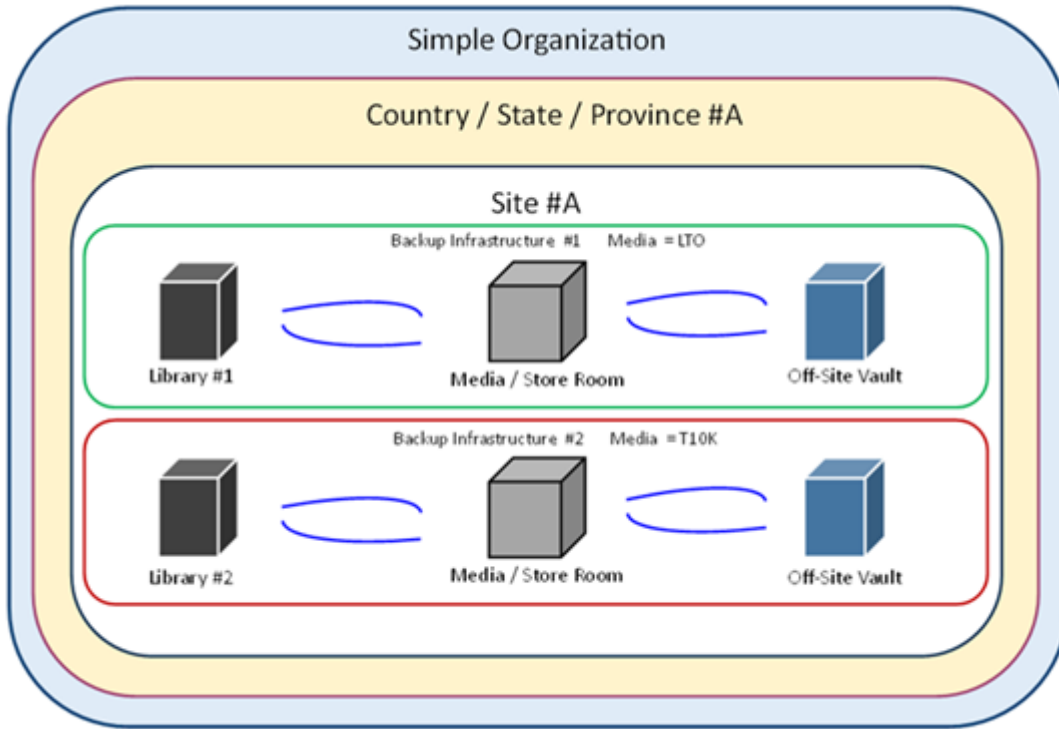 Simple Organization
Country / State / Province #A
Site #A
Backup Infrastructure #1 Media = LTO
Library #1
Media / Store Room
Off-Site Vault
Backup Infrastructure #2 Media = T10K
Library #2
Media / Store Room
Off-Site Vault